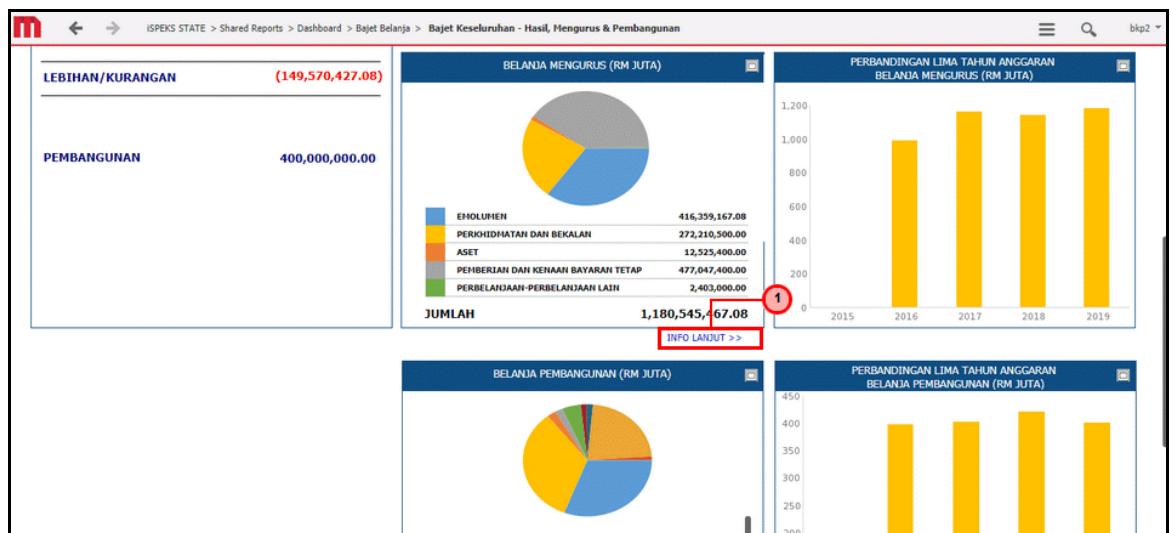 iSPEKS STATE > Shared Reports > Dashboard > Bajet Belanja > Bajet Keseluruhan - Hasil, Mengurus & Pembangunan
bkp2
LEBIHAN/KURANGAN (149,570,427.08)
PEMBANGUNAN 400,000,000.00
BELANJA MENGURUS (RM JUTA)
EMOLUMEN 416,359,167.08
PERKHIDMATAN DAN BEKALAN 272,210,500.00
ASET 12,525,400.00
PEMBERIAN DAN KENAAN BAYARAN TETAP 477,047,400.00
PERBELANJAAN-PERBELANJAAN LAIN 2,403,000.00
JUMLAH 1,180,545,467.08
1
INFO LANJUT >>
PERBANDINGAN LIMA TAHUN ANGGARAN
BELANJA MENGURUS (RM JUTA)
1,200
1,000
800
600
400
200
0
2015 2016 2017 2018 2019
BELANJA PEMBANGUNAN (RM JUTA)
PERBANDINGAN LIMA TAHUN ANGGARAN
BELANJA PEMBANGUNAN (RM JUTA)
450
400
350
300
250
200